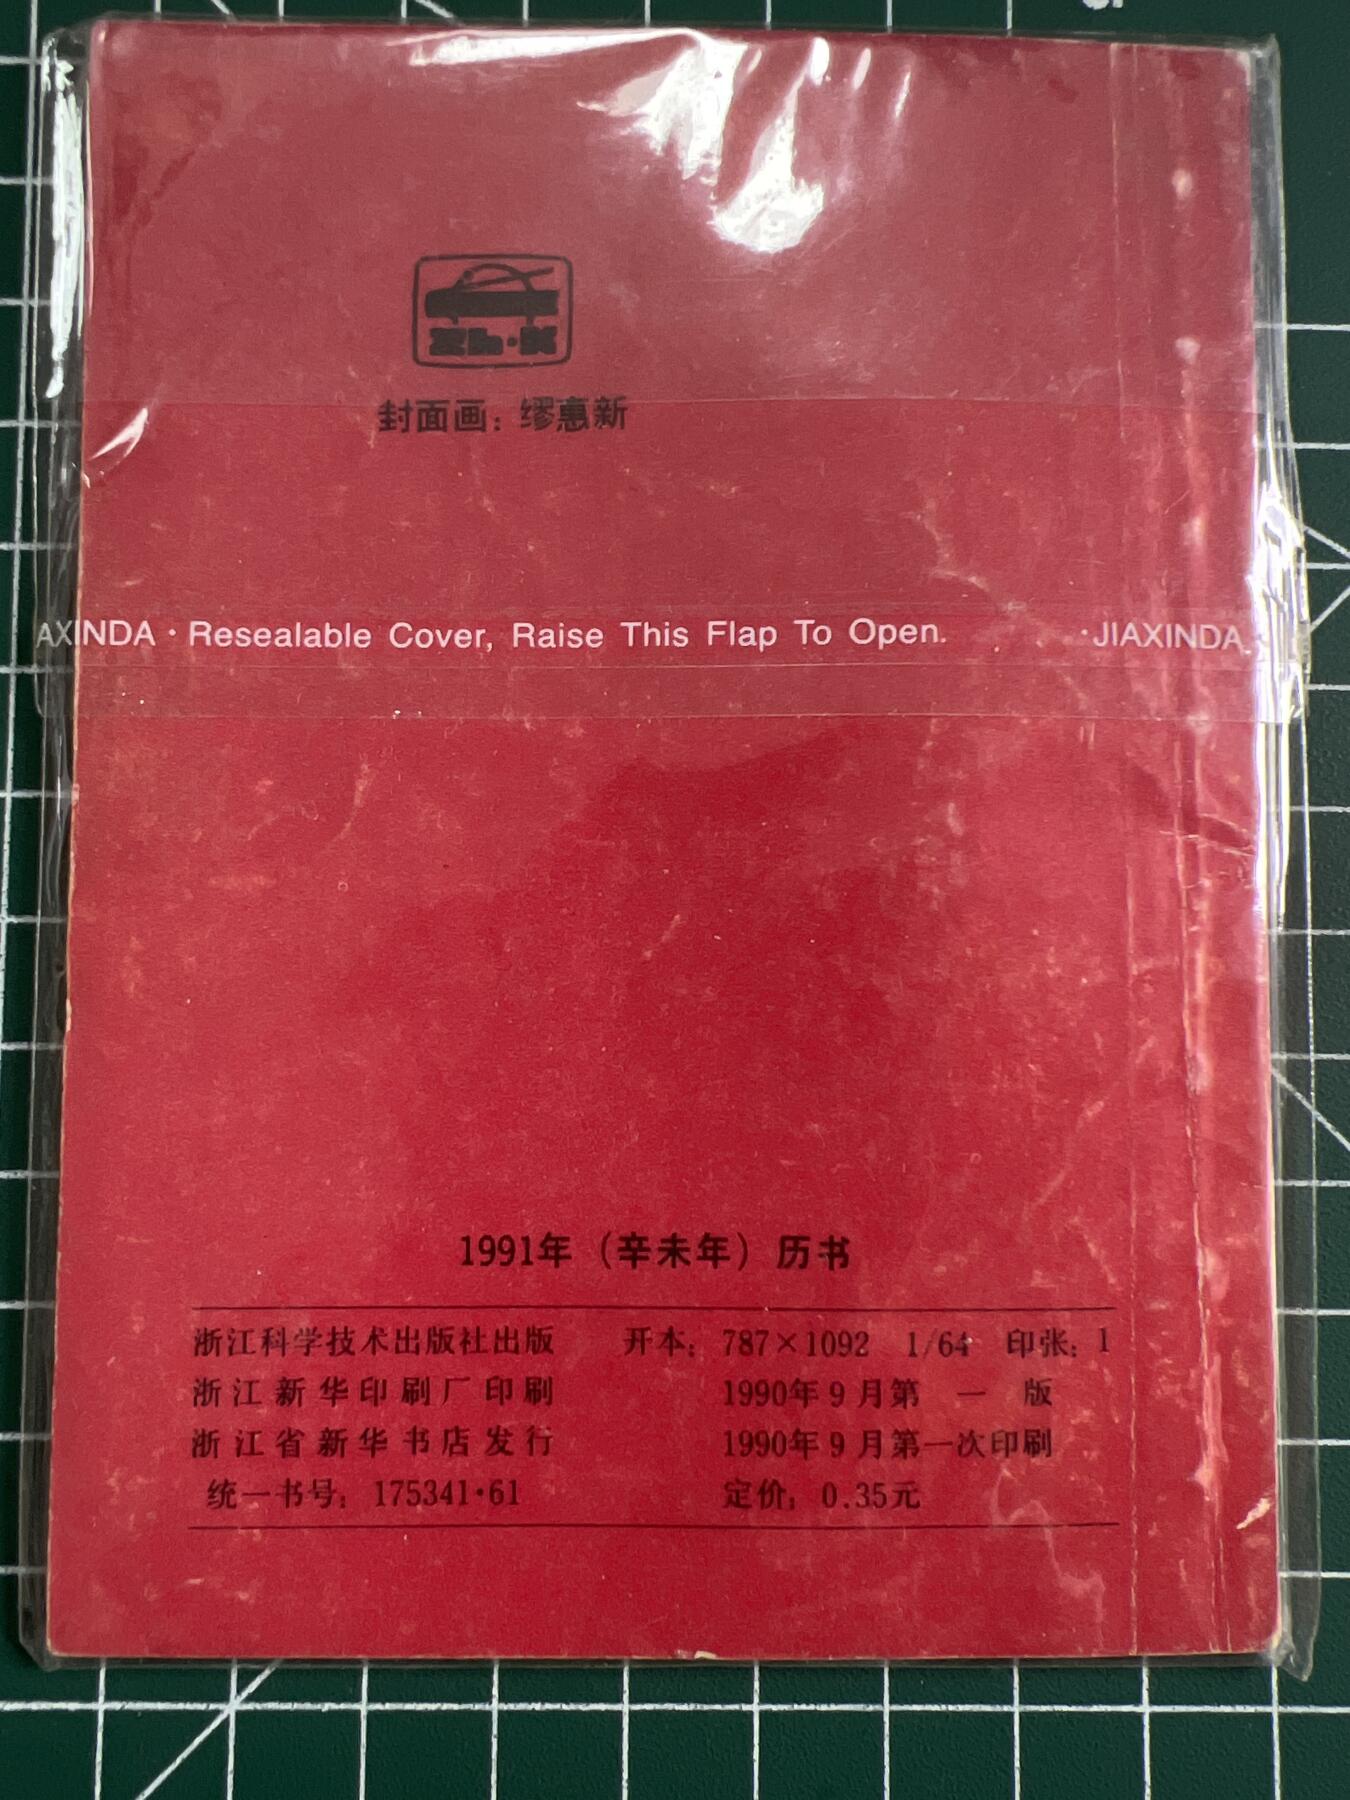 Zh·K
封面画：缪惠新
AXINDA · Resealable Cover, Raise This Flap To Open. ·JIAXINDA
1991年（辛未年）历书
浙江科学技术出版社出版 开本：787×1092 1/64 印张：1
浙江新华印刷厂印刷 1990年9月第一版
浙江省新华书店发行 1990年9月第一次印刷
统一书号：175341·61 定价：0.35元